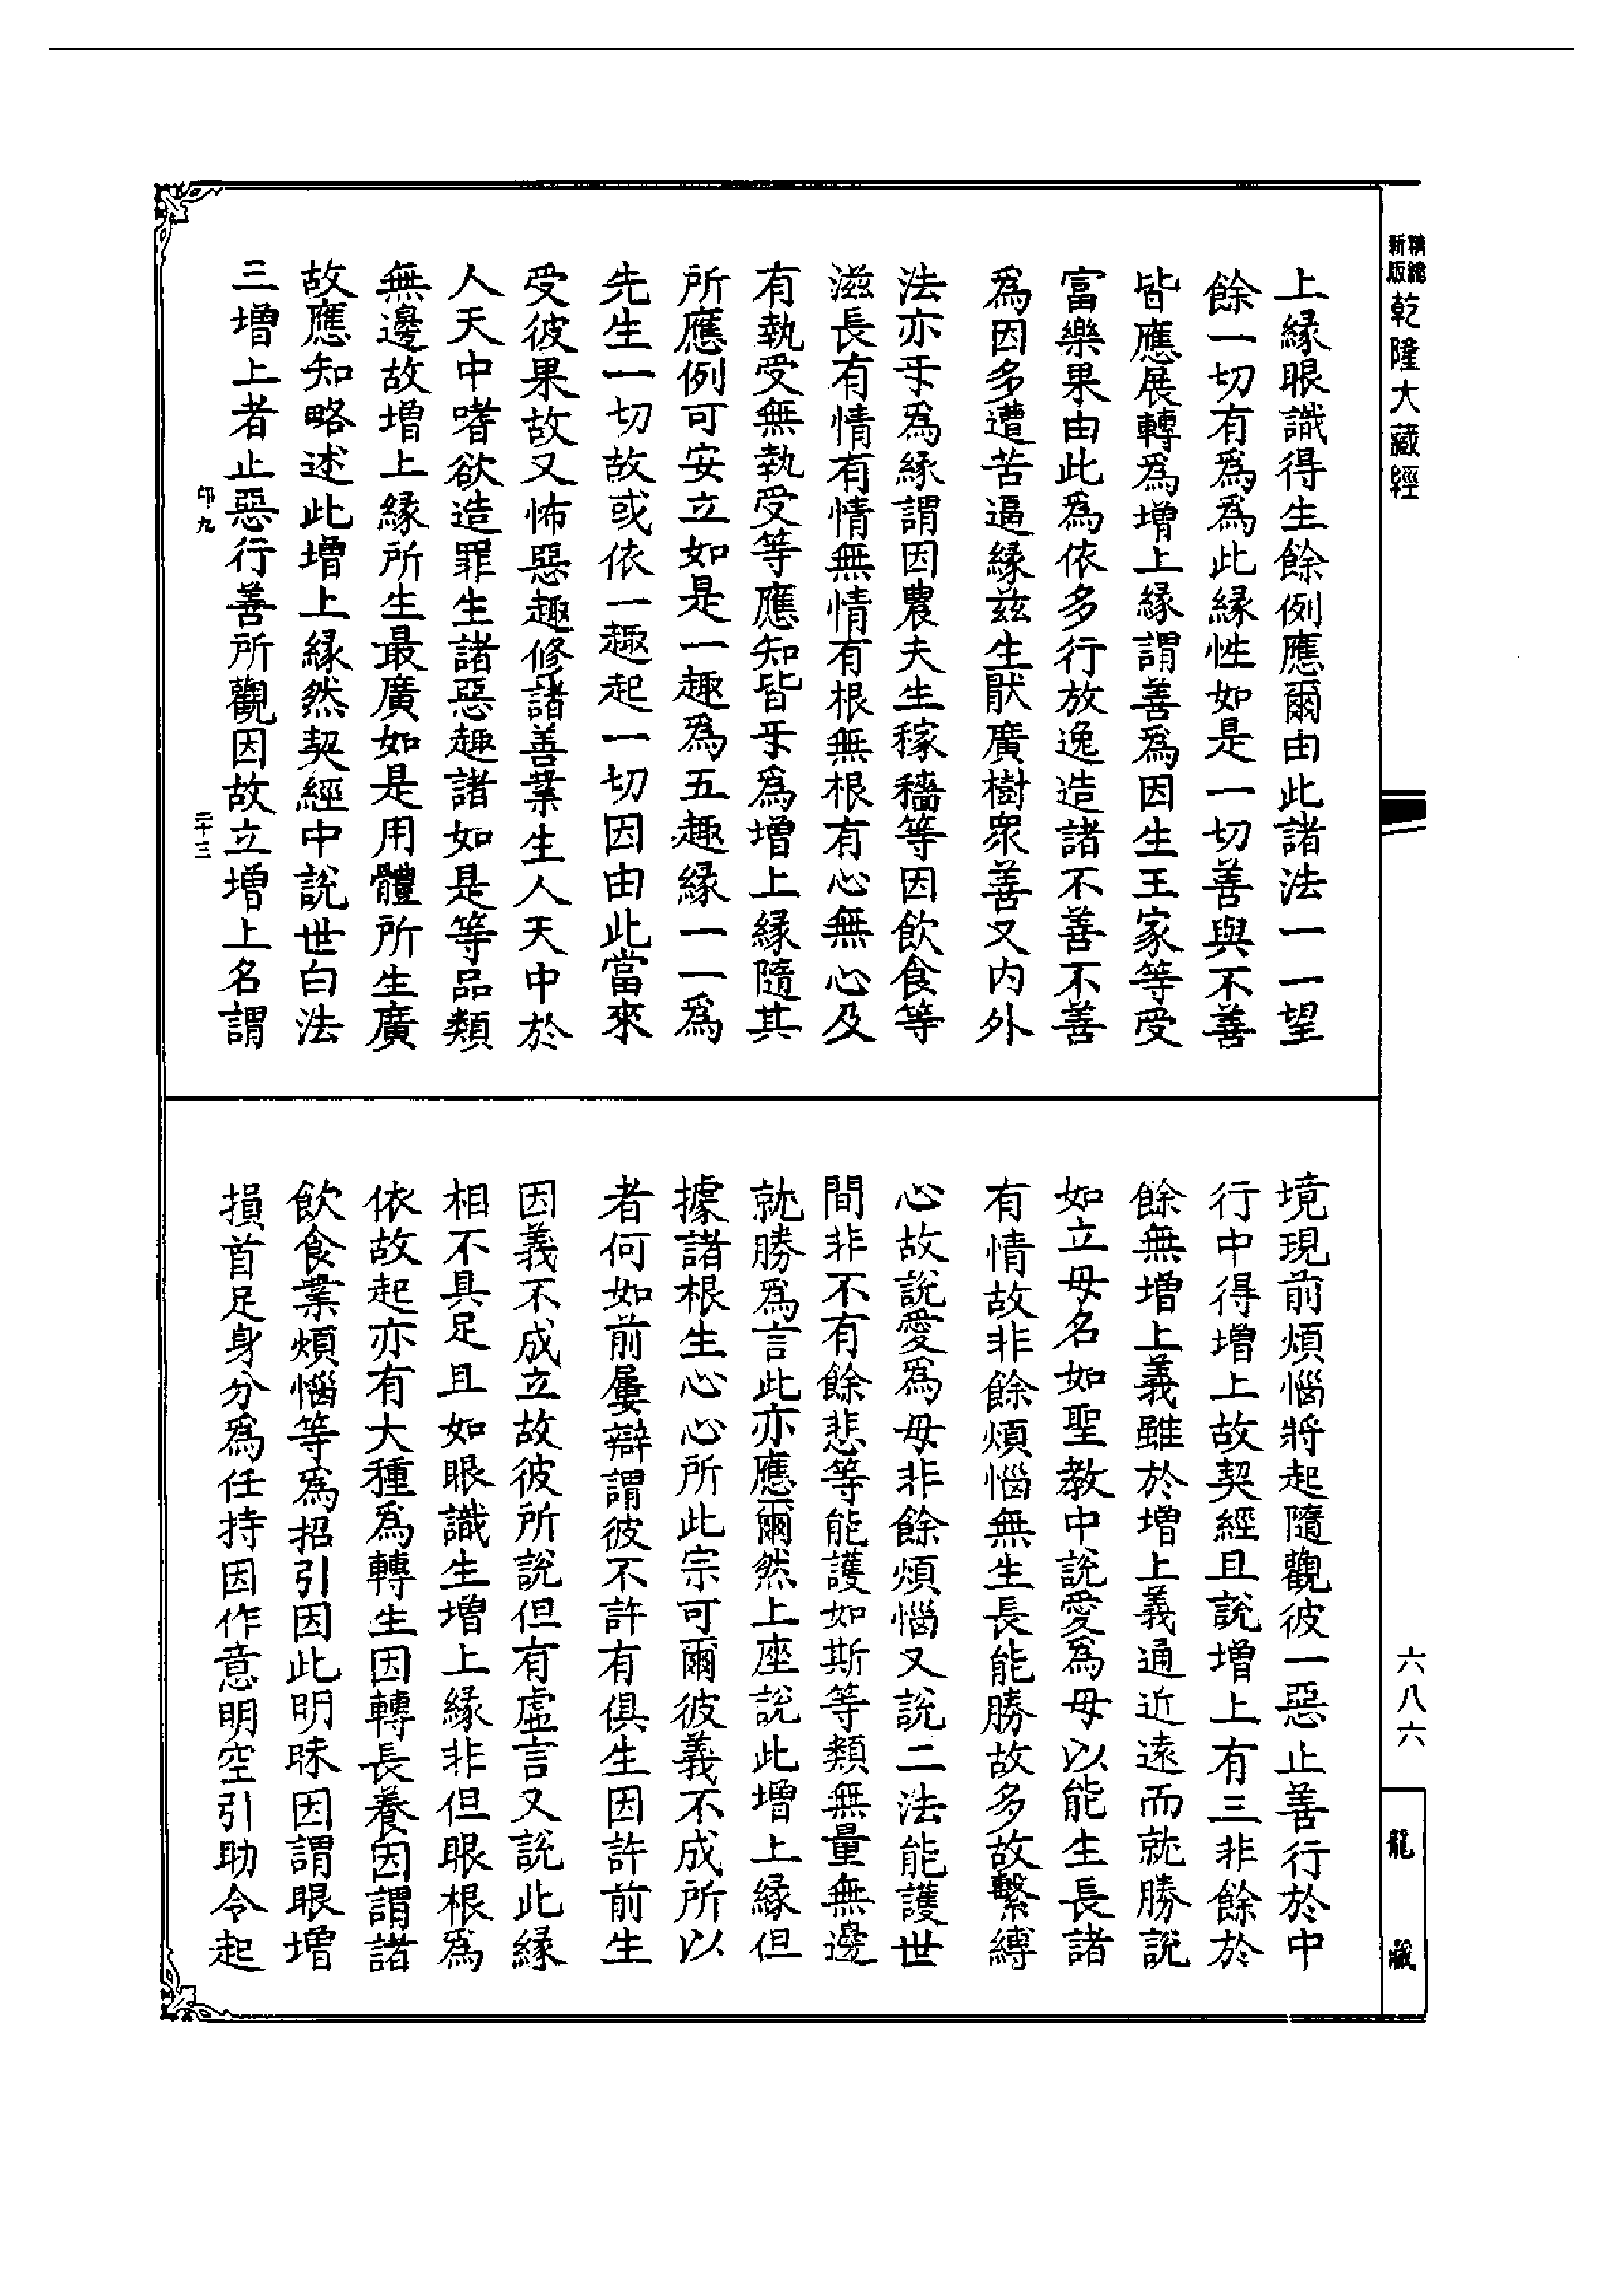 新版
精縮
乾隆大藏經
六八六
龍藏
上緣眼識得生餘例應爾由此諸法一一望
餘一切有爲爲此緣性如是一切善與不善
皆應展轉爲增上緣謂善爲因生王家等受
富樂果由此爲依多行放逸造諸不善不善
爲因多遭苦逼緣兹生猒廣樹眾善又内外
法亦𠃔爲緣謂因農夫生稼穡等因飲食等
滋長有情有情無情有根無根有心無心及
有執受無執受等應知皆𠃔爲增上緣隨其
所應例可安立如是一趣爲五趣緣一一爲
先生一切故或依一趣起一切因由此當來
受彼果故又怖惡趣修諸善業生人天中於
人天中嗜欲造罪生諸惡趣諸如是等品類
無邊故增上緣所生最廣如是用體所生廣
故應知略述此增上緣然契經中說世白法
三增上者止惡行善所觀因故立增上名謂
卬九
二十三
境現前煩惱將起隨觀彼一惡止善行於中
行中得增上故契經且說增上有三非餘於
餘無增上義雖於增上義通近遠而就勝說
如立母名如聖教中說愛爲母以能生長諸
有情故非餘煩惱無生長能勝故多故繫縛
心故說愛爲母非餘煩惱又說二法能護世
間非不有餘悲等能護如斯等類無量無邊
就勝爲言此亦應爾然上座說此增上緣但
據諸根生心心所此宗可爾彼義不成所以
者何如前屢辯謂彼不許有俱生因許前生
因義不成立故彼所說但有虛言又說此緣
相不具足且如眼識生增上緣非但眼根爲
依故起亦有大種爲轉生因轉長養因謂諸
飲食業煩惱等爲招引因此明昧因謂眼增
損首足身分爲任持因作意明空引助令起